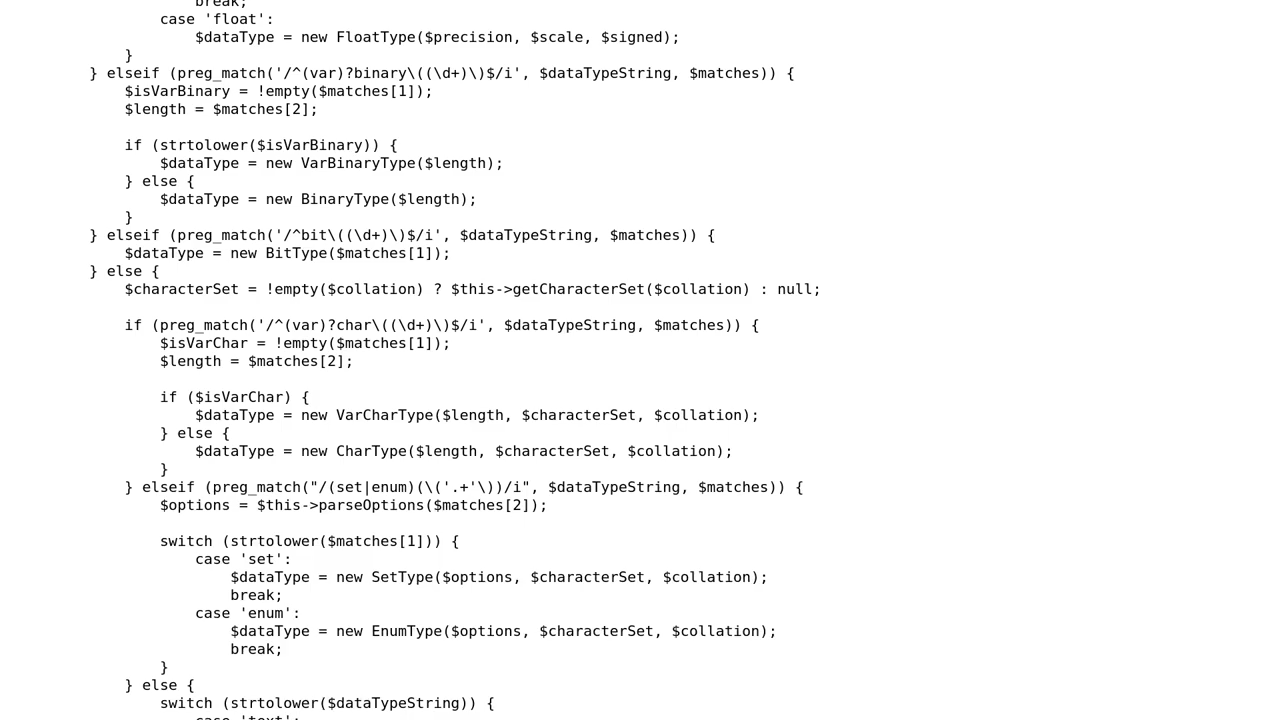 break;
case 'float':
$dataType = new FloatType($precision, $scale, $signed);
}
} elseif (preg_match('/^(var)?binary\((\d+)\)$/i', $dataTypeString, $matches)) {
$isVarBinary = !empty($matches[1]);
$length = $matches[2];
if (strtolower($isVarBinary)) {
$dataType = new VarBinaryType($length);
} else {
$dataType = new BinaryType($length);
}
} elseif (preg_match('/^bit\((\d+)\)$/i', $dataTypeString, $matches)) {
$dataType = new BitType($matches[1]);
} else {
$characterSet = !empty($collation) ? $this->getCharacterSet($collation) : null;
if (preg_match('/^(var)?char\((\d+)\)$/i', $dataTypeString, $matches)) {
$isVarChar = !empty($matches[1]);
$length = $matches[2];
if ($isVarChar) {
$dataType = new VarCharType($length, $characterSet, $collation);
} else {
$dataType = new CharType($length, $characterSet, $collation);
}
} elseif (preg_match("/(set|enum)(\('.+'\))/i", $dataTypeString, $matches)) {
$options = $this->parseOptions($matches[2]);
switch (strtolower($matches[1])) {
case 'set':
$dataType = new SetType($options, $characterSet, $collation);
break;
case 'enum':
$dataType = new EnumType($options, $characterSet, $collation);
break;
}
} else {
switch (strtolower($dataTypeString)) {
case 'text':